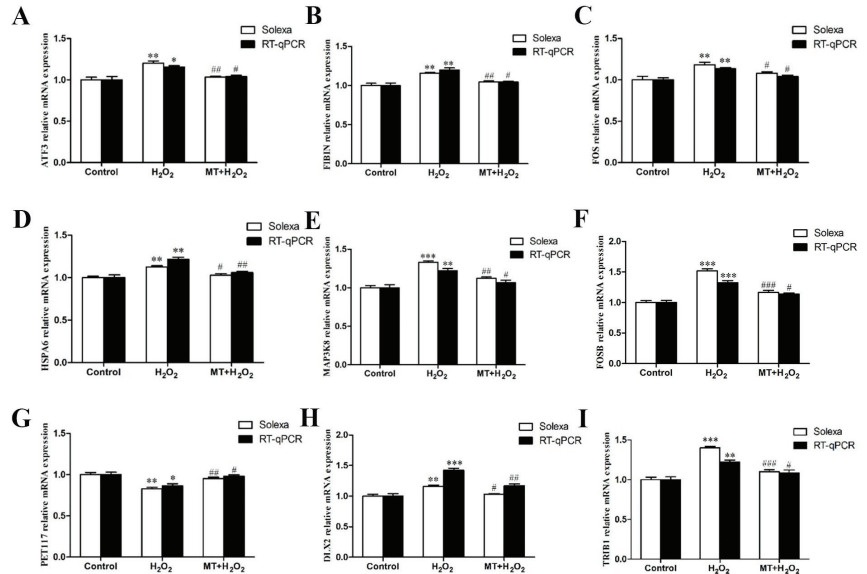 A
ATF3 relative mRNA expression
1.5
1.0
0.5
0.0
** * ## #
Solexa
RT-qPCR
Control H2O2 MT+H2O2
B
FIBIN relative mRNA expression
1.5
1.0
0.5
0.0
** ** ## #
Solexa
RT-qPCR
Control H2O2 MT+H2O2
C
FOS relative mRNA expression
1.5
1.0
0.5
0.0
** ** # #
Solexa
RT-qPCR
Control H2O2 MT+H2O2
D
HSPA6 relative mRNA expression
1.5
1.0
0.5
0.0
** ** # ##
Solexa
RT-qPCR
Control H2O2 MT+H2O2
E
MAP3K8 relative mRNA expression
1.5
1.0
0.5
0.0
*** ** ## #
Solexa
RT-qPCR
Control H2O2 MT+H2O2
F
FOSB relative mRNA expression
2.0
1.5
1.0
0.5
0.0
*** *** ### #
Solexa
RT-qPCR
Control H2O2 MT+H2O2
G
PET117 relative mRNA expression
1.5
1.0
0.5
0.0
** * ## #
Solexa
RT-qPCR
Control H2O2 MT+H2O2
H
DLX2 relative mRNA expression
2.0
1.5
1.0
0.5
0.0
** *** # ##
Solexa
RT-qPCR
Control H2O2 MT+H2O2
I
TRIB1 relative mRNA expression
1.5
1.0
0.5
0.0
*** ** ### #
Solexa
RT-qPCR
Control H2O2 MT+H2O2